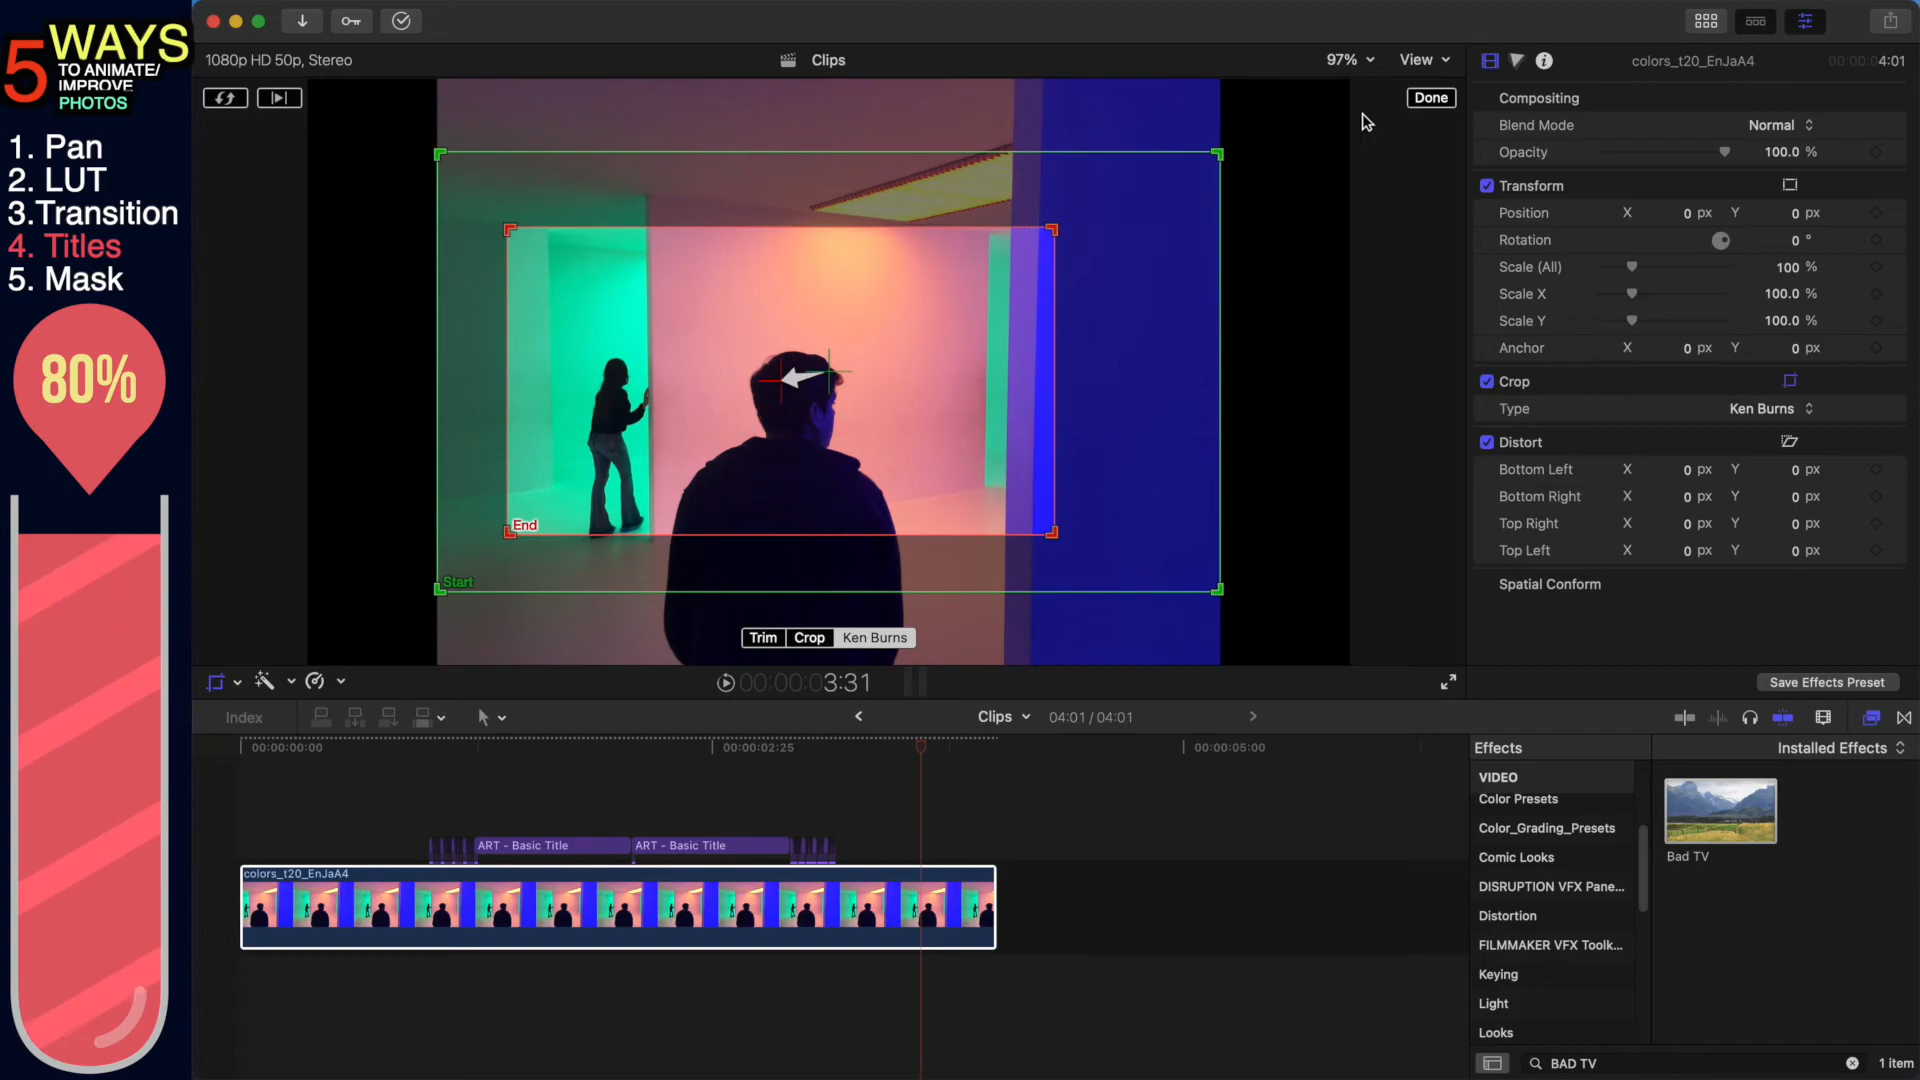 5 WAYS
TO ANIMATE/
IMPROVE
PHOTOS
1. Pan
2. LUT
3.Transition
4. Titles
5. Mask
80%
1080p HD 50p, Stereo
Clips
97%
View
Done
End
Start
Trim
Crop
Ken Burns
00:00:00:03:31
colors_t20_EnJaA4
00:00:04:01
Compositing
Blend Mode
Normal
Opacity
100.0 %
Transform
Position X 0 px Y 0 px
Rotation 0 °
Scale (All) 100 %
Scale X 100.0 %
Scale Y 100.0 %
Anchor X 0 px Y 0 px
Crop
Type Ken Burns
Distort
Bottom Left X 0 px Y 0 px
Bottom Right X 0 px Y 0 px
Top Right X 0 px Y 0 px
Top Left X 0 px Y 0 px
Spatial Conform
Save Effects Preset
Index
Clips
04:01 / 04:01
00:00:00:00
00:00:02:25
00:00:05:00
ART - Basic Title
ART - Basic Title
colors_t20_EnJaA4
Effects
Installed Effects
VIDEO
Color Presets
Color_Grading_Presets
Comic Looks
DISRUPTION VFX Pane...
Distortion
FILMMAKER VFX Toolk...
Keying
Light
Looks
Bad TV
BAD TV
1 item